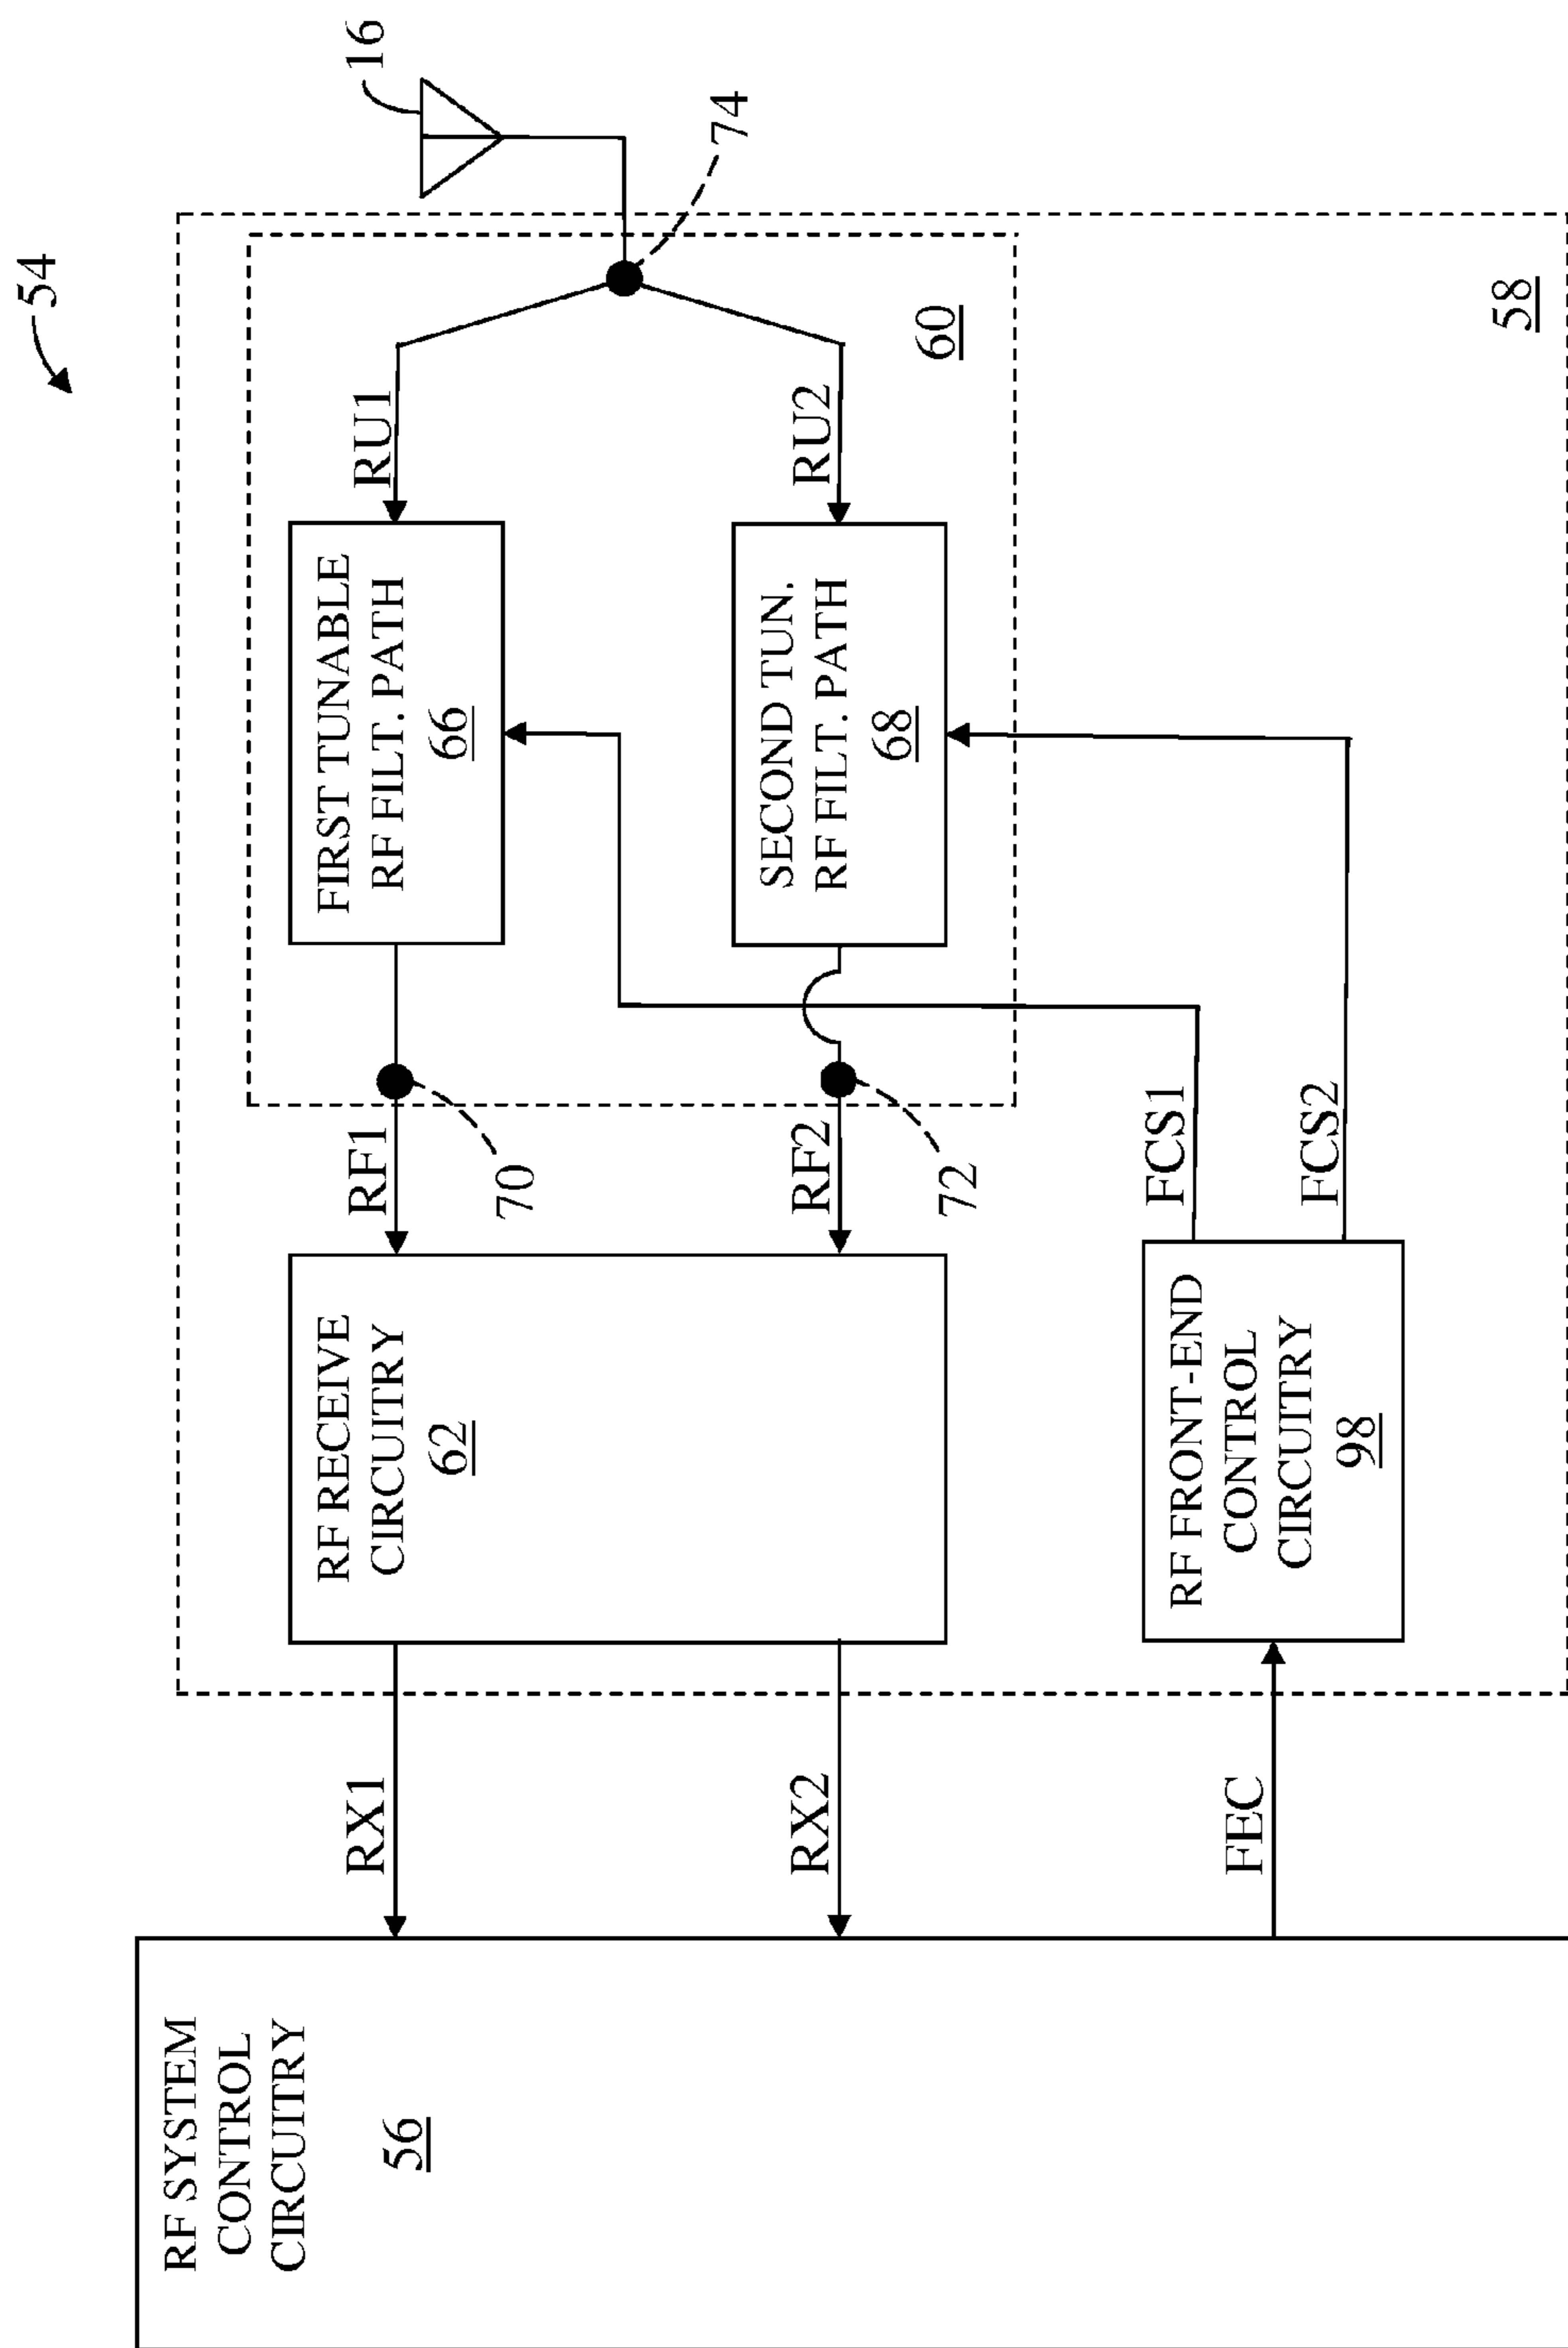 54
RF SYSTEM
CONTROL
CIRCUITRY
56
RX1
RX2
FEC
RF RECEIVE
CIRCUITRY
62
RF FRONT-END
CONTROL
CIRCUITRY
98
RF1
70
RF2
72
FCS1
FCS2
FIRST TUNABLE
RF FILT. PATH
66
SECOND TUN.
RF FILT. PATH
68
RU1
RU2
60
58
74
16